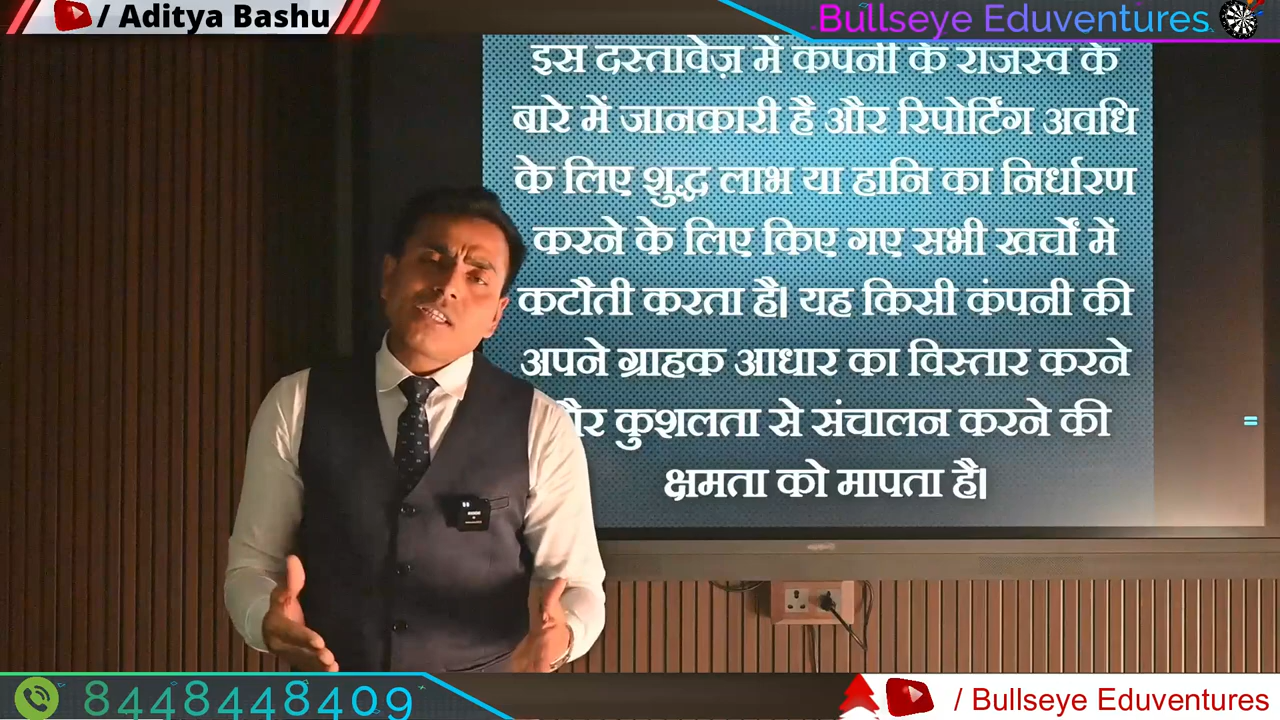 / Aditya Bashu
Bullseye Eduventures
इस दस्तावेज़ में कंपनी के राजस्व के
बारे में जानकारी है और रिपोर्टिंग अवधि
के लिए शुद्ध लाभ या हानि का निर्धारण
करने के लिए किए गए सभी खर्चों में
कटौती करता है। यह किसी कंपनी की
अपने ग्राहक आधार का विस्तार करने
कुशलता से संचालन करने की
क्षमता को मापता है।
8448448409
/ Bullseye Eduventures